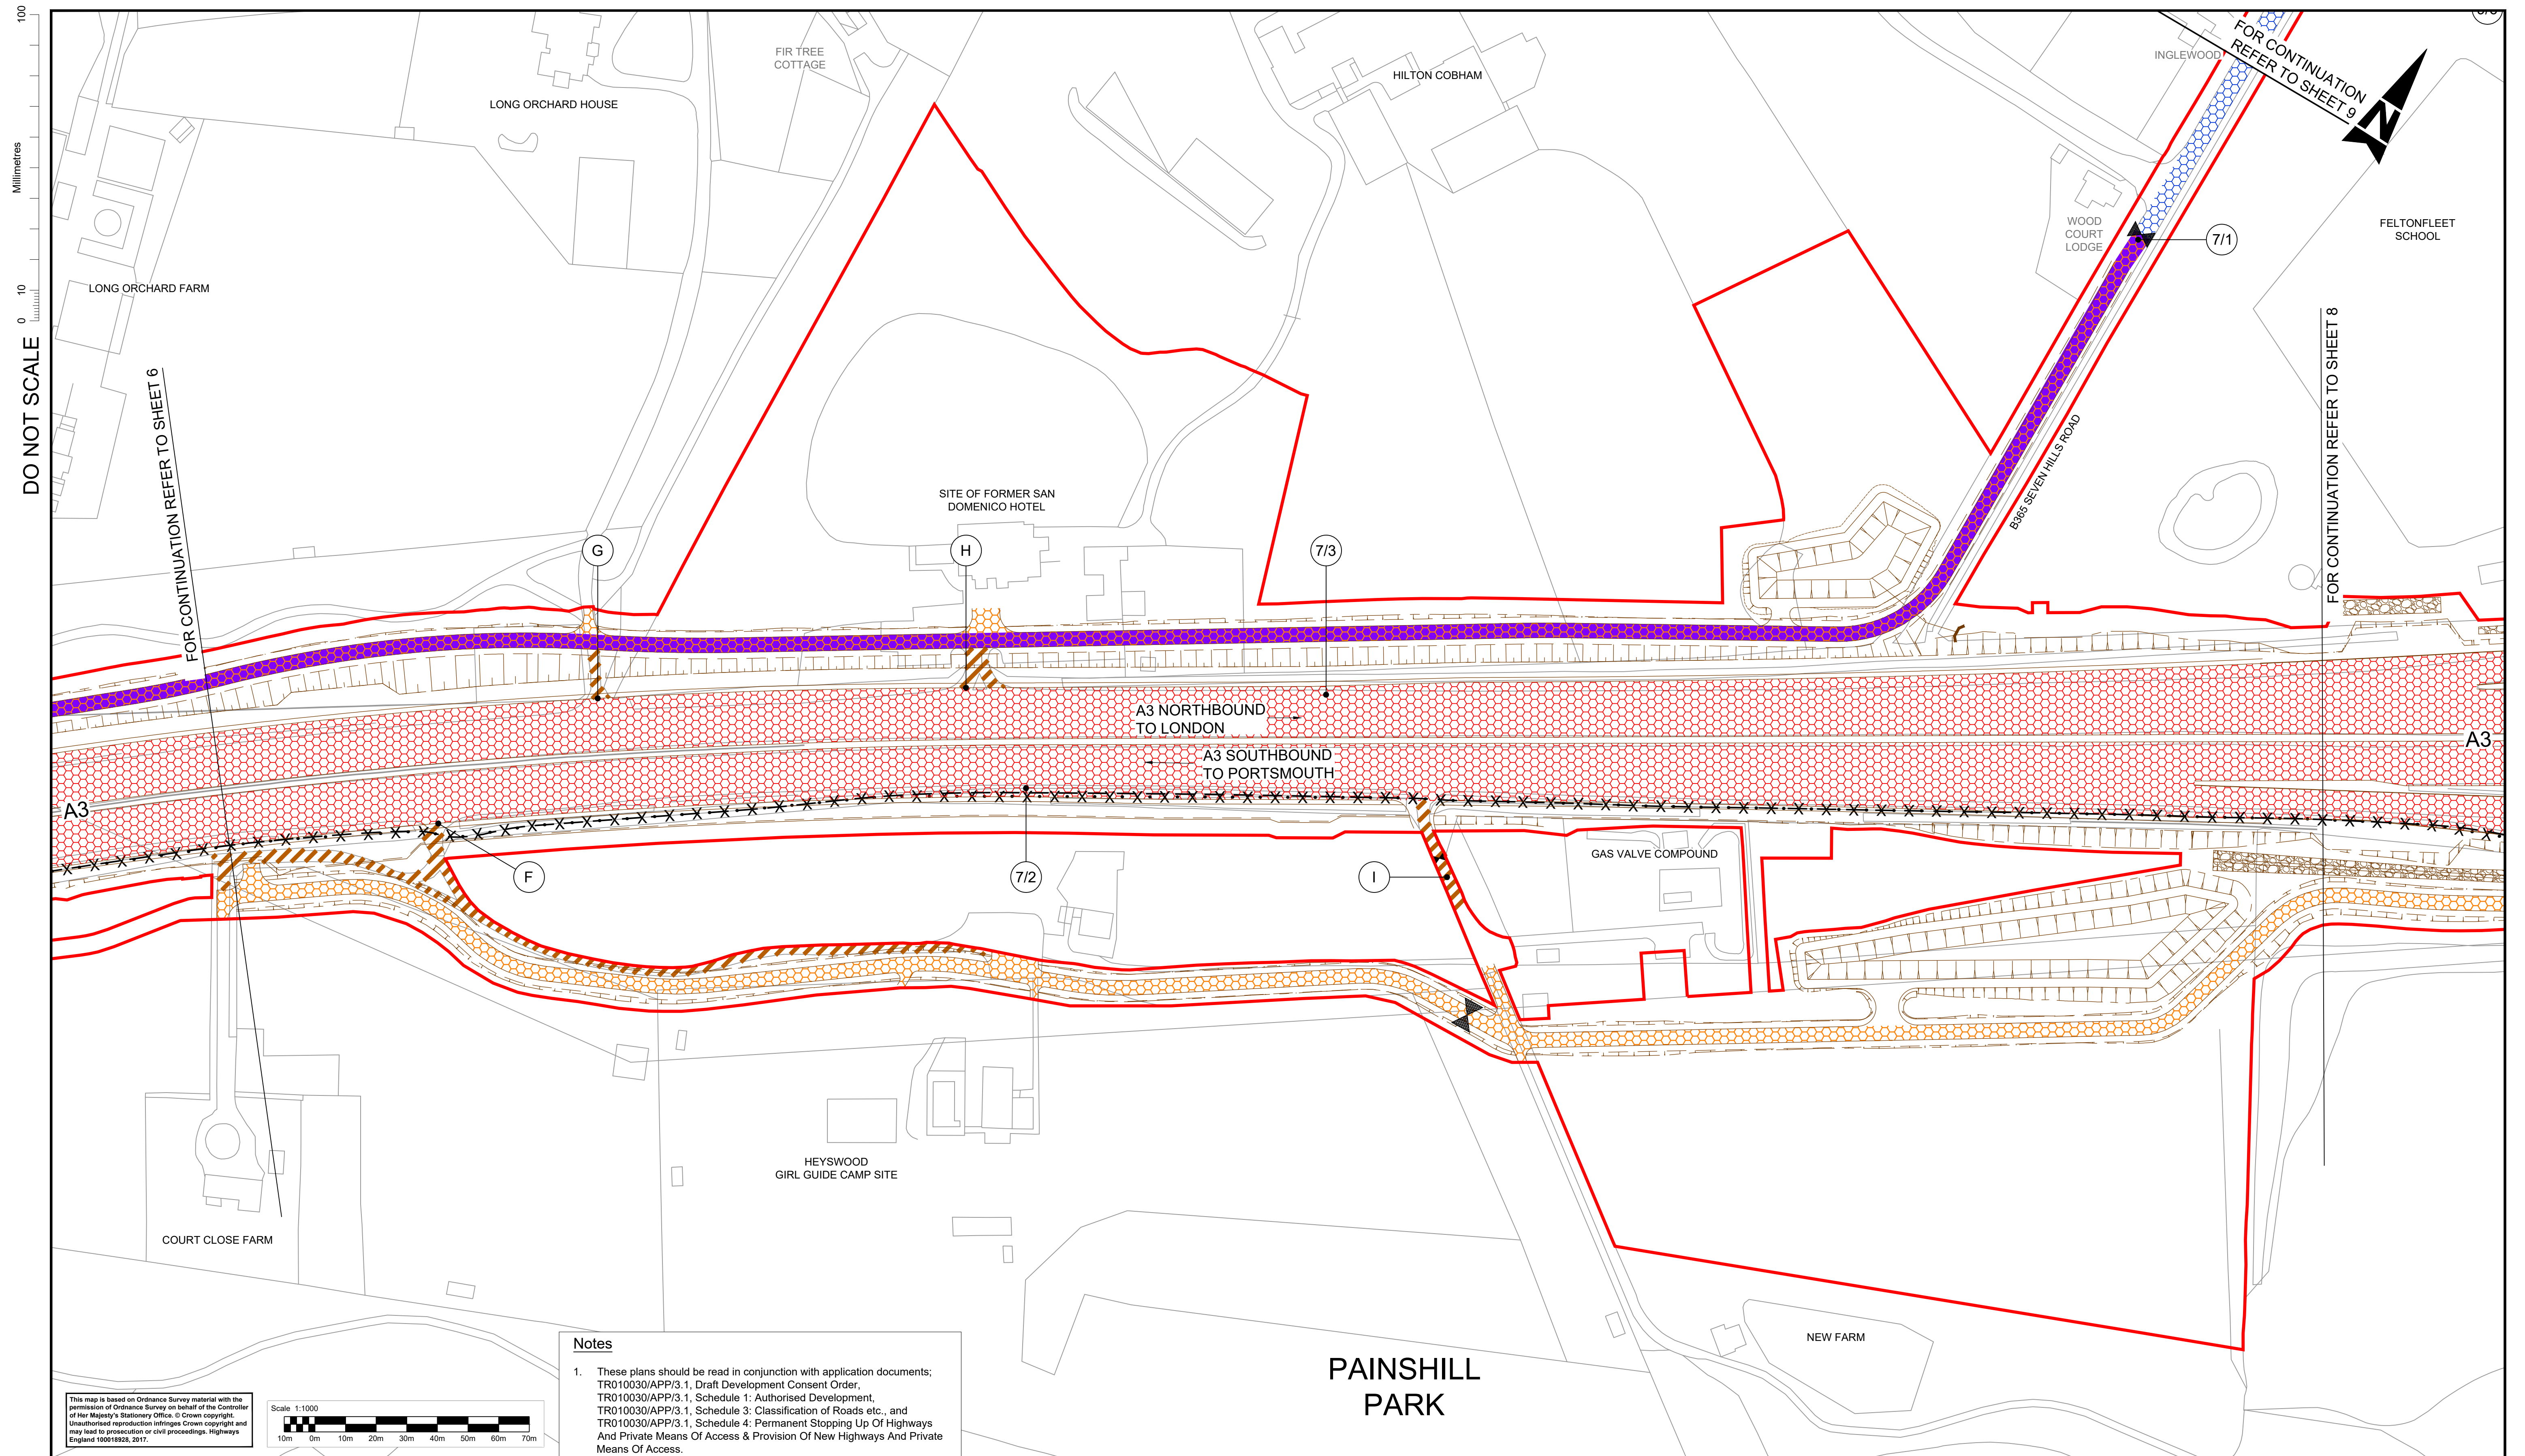 100
Millimetres
10
0
DO NOT SCALE
FIR TREE
COTTAGE
LONG ORCHARD HOUSE
HILTON COBHAM
INGLEWOOD
FOR CONTINUATION
REFER TO SHEET 9
N
WOOD
COURT
LODGE
7/1
FELTONFLEET
SCHOOL
LONG ORCHARD FARM
FOR CONTINUATION REFER TO SHEET 6
FOR CONTINUATION REFER TO SHEET 8
B365 SEVEN HILLS ROAD
SITE OF FORMER SAN
DOMENICO HOTEL
G
H
7/3
A3 NORTHBOUND
TO LONDON
A3 SOUTHBOUND
TO PORTSMOUTH
A3
A3
F
7/2
I
GAS VALVE COMPOUND
HEYSWOOD
GIRL GUIDE CAMP SITE
COURT CLOSE FARM
NEW FARM
PAINSHILL
PARK
Notes
1. These plans should be read in conjunction with application documents;
TR010030/APP/3.1, Draft Development Consent Order,
TR010030/APP/3.1, Schedule 1: Authorised Development,
TR010030/APP/3.1, Schedule 3: Classification of Roads etc., and
TR010030/APP/3.1, Schedule 4: Permanent Stopping Up Of Highways
And Private Means Of Access & Provision Of New Highways And Private
Means Of Access.
This map is based on Ordnance Survey material with the
permission of Ordnance Survey on behalf of the Controller
of Her Majesty's Stationery Office. © Crown copyright.
Unauthorised reproduction infringes Crown copyright and
may lead to prosecution or civil proceedings. Highways
England 100018928, 2017.
Scale 1:1000
10m 0m 10m 20m 30m 40m 50m 60m 70m